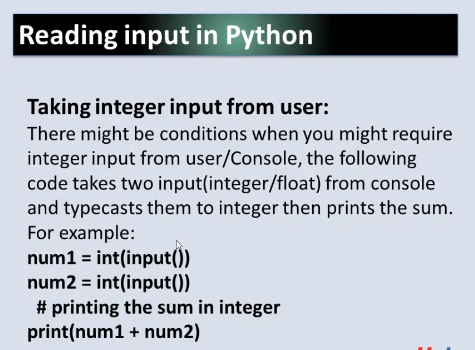 Reading input in Python
Taking integer input from user:
There might be conditions when you might require
integer input from user/Console, the following
code takes two input(integer/float) from console
and typecasts them to integer then prints the sum.
For example:
num1 = int(input())
num2 = int(input())
# printing the sum in integer
print(num1 + num2)